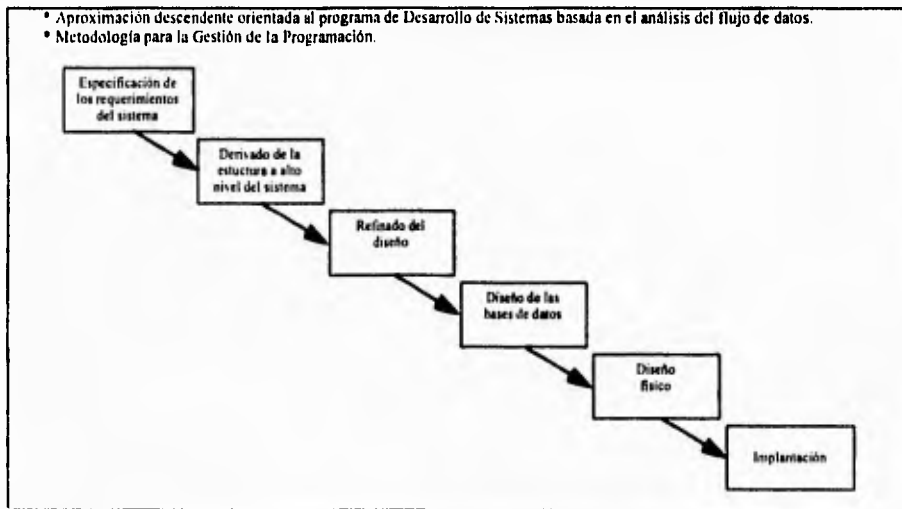 * Aproximación descendente orientada al programa de Desarrollo de Sistemas basada en el análisis del flujo de datos.
* Metodología para la Gestión de la Programación.
Especificación de
los requerimientos
del sistema
Derivado de la
estuctura a alto
nivel del sistema
Refinado del
diseño
Diseño de las
bases de datos
Diseño
físico
Implantación